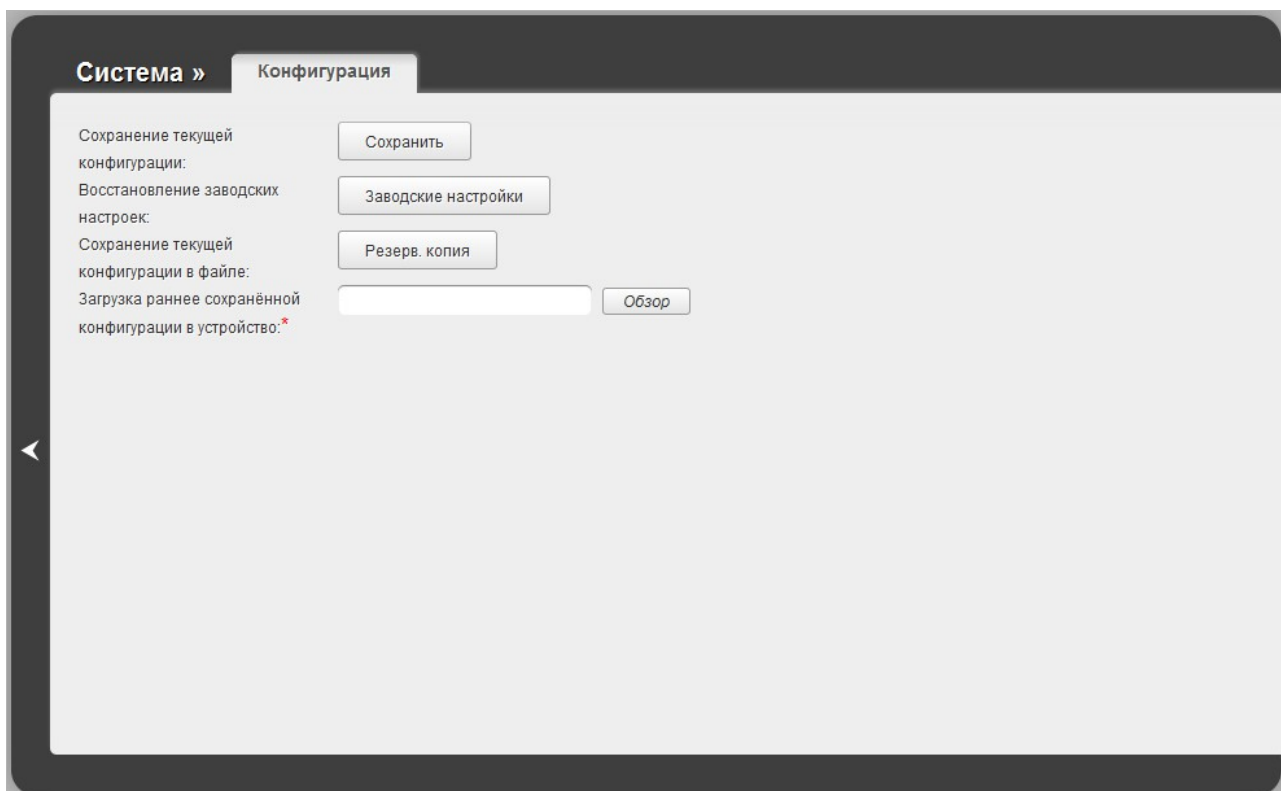 Система »
Конфигурация
Сохранение текущей
конфигурации:
Сохранить
Восстановление заводских
настроек:
Заводские настройки
Сохранение текущей
конфигурации в файле:
Резерв. копия
Загрузка раннее сохранённой
конфигурации в устройство:*
Обзор